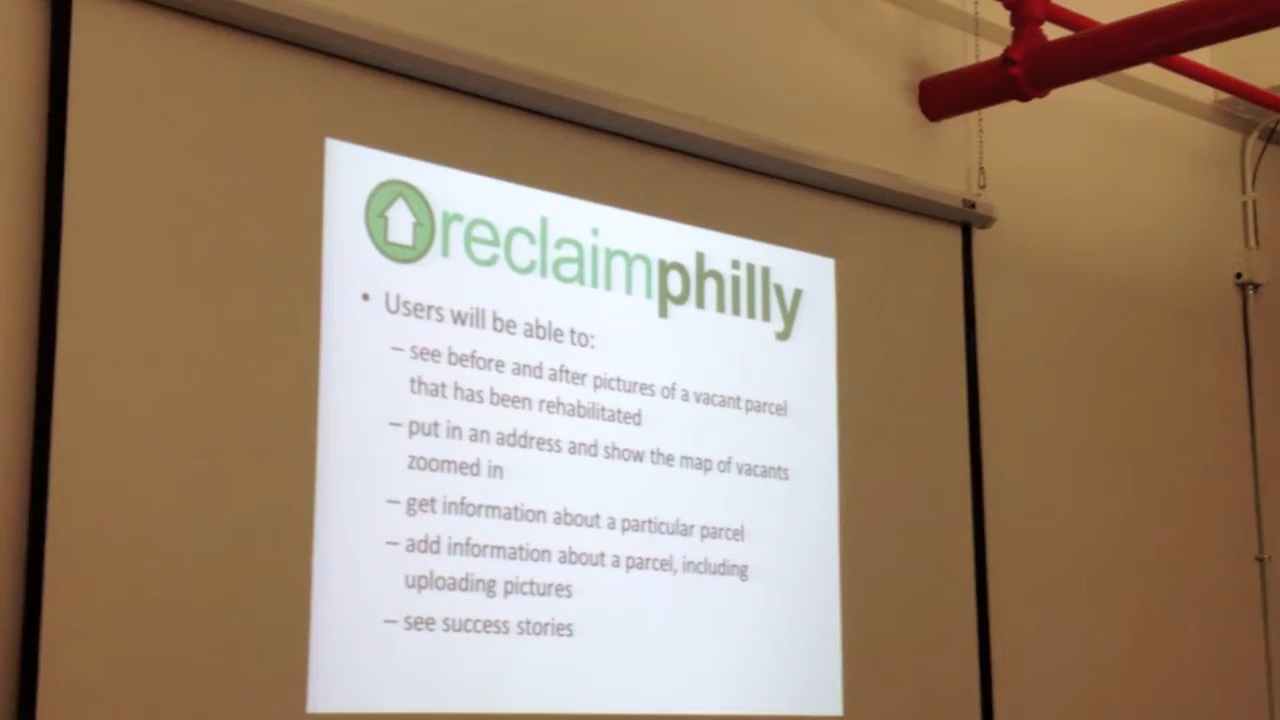 reclaimphilly
• Users will be able to:
– see before and after pictures of a vacant parcel
that has been rehabilitated
– put in an address and show the map of vacants
zoomed in
– get information about a particular parcel
– add information about a parcel, including
uploading pictures
– see success stories